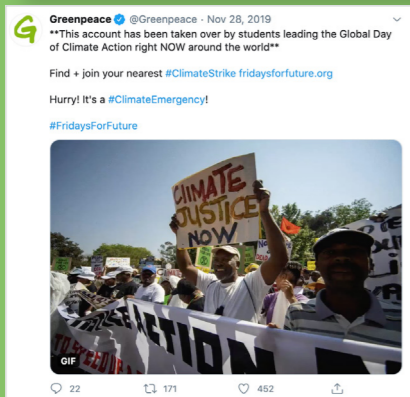 Greenpeace @Greenpeace · Nov 28, 2019
**This account has been taken over by students leading the Global Day
of Climate Action right NOW around the world**
Find + join your nearest #ClimateStrike fridaysforfuture.org
Hurry! It's a #ClimateEmergency!
#FridaysForFuture
CLIMATE
JUSTICE
NOW
ACTION
GIF
22 171 452